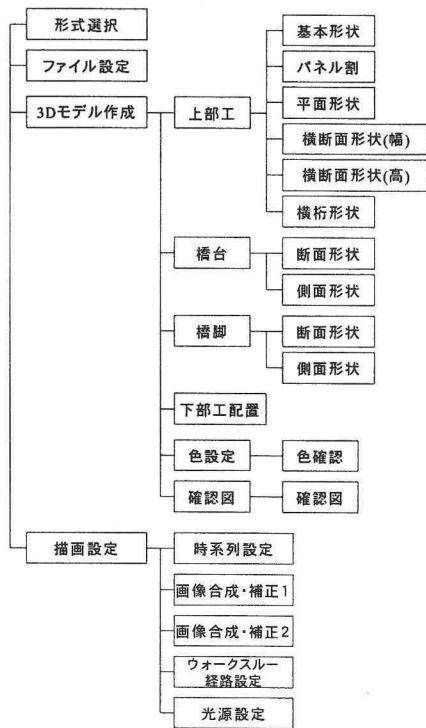 形式選択
ファイル設定
3Dモデル作成
上部工
基本形状
パネル割
平面形状
横断面形状(幅)
横断面形状(高)
横桁形状
橋台
断面形状
側面形状
橋脚
断面形状
側面形状
下部工配置
色設定
色確認
確認図
確認図
描画設定
時系列設定
画像合成・補正1
画像合成・補正2
ウォークスルー
経路設定
光源設定